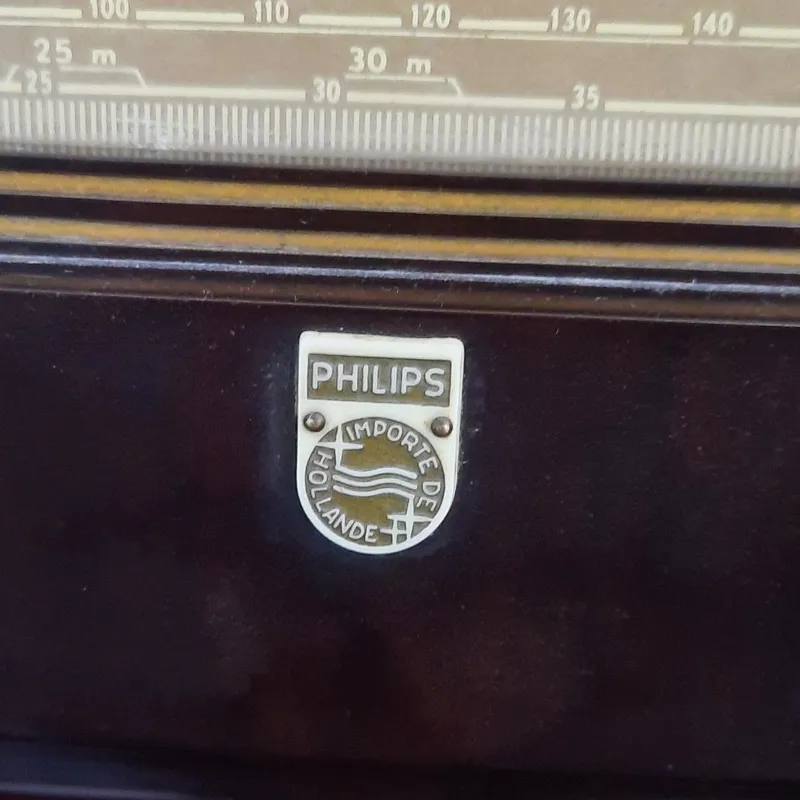 100 110 120 130 140
25 m 30 m
25 30 35
PHILIPS
IMPORTE DE
HOLLANDE